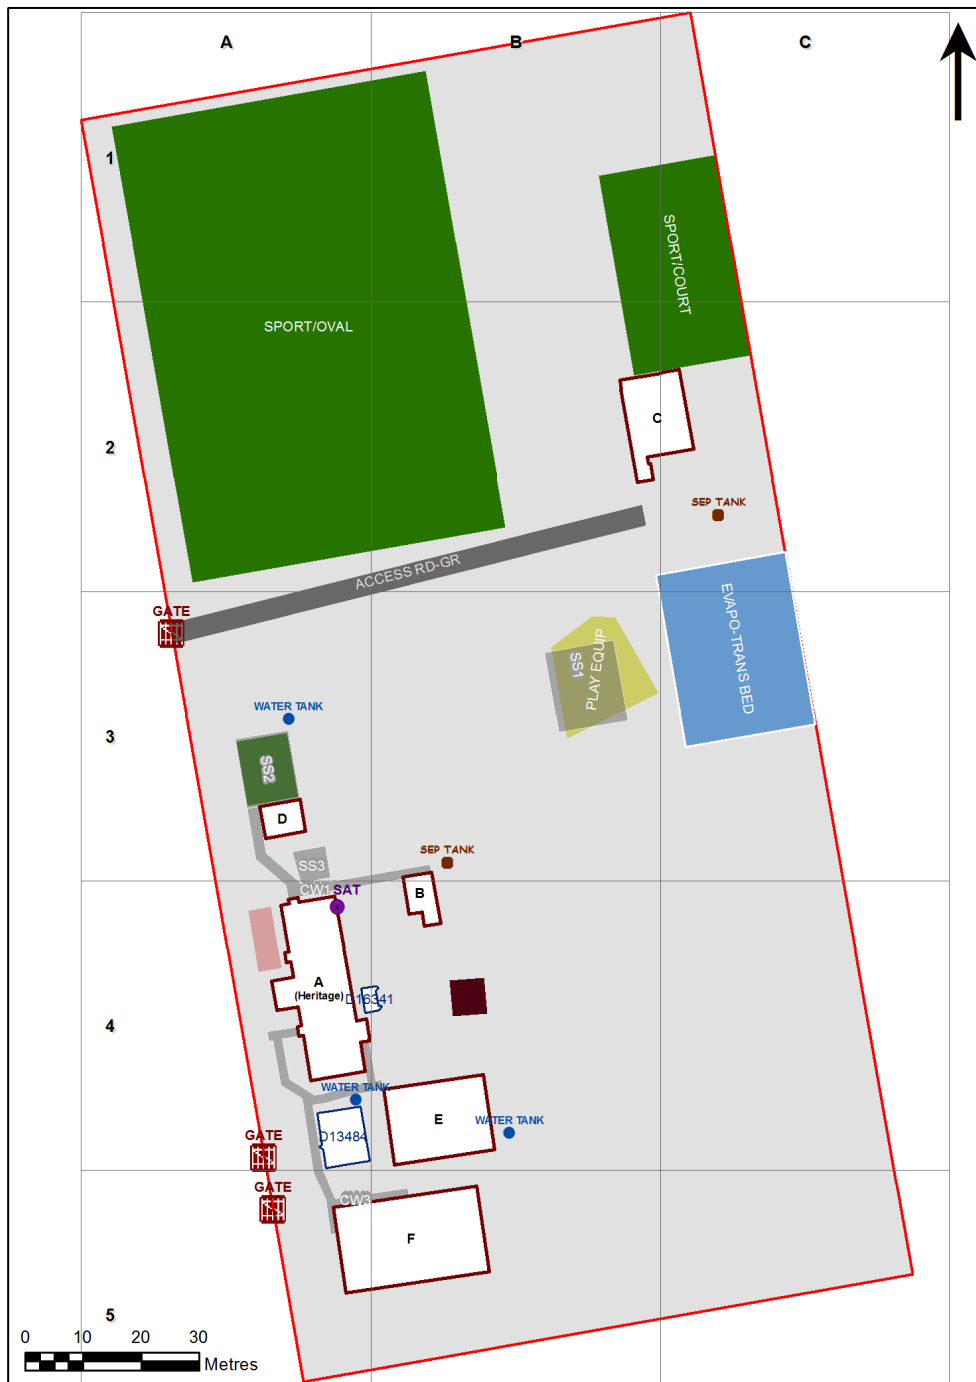 A
B
C
1
SPORT/COURT
SPORT/OVAL
C
2
SEP TANK
ACCESS RD-GR
EVAPO-TRANS BED
GATE
SS1
PLAY EQUIP
WATER TANK
3
SS2
D
SEP TANK
SS3
CW1
SAT
B
A
(Heritage)
D16341
4
WATER TANK
E
WATER TANK
D13484
GATE
GATE
CW3
F
5
0 10 20 30
Metres